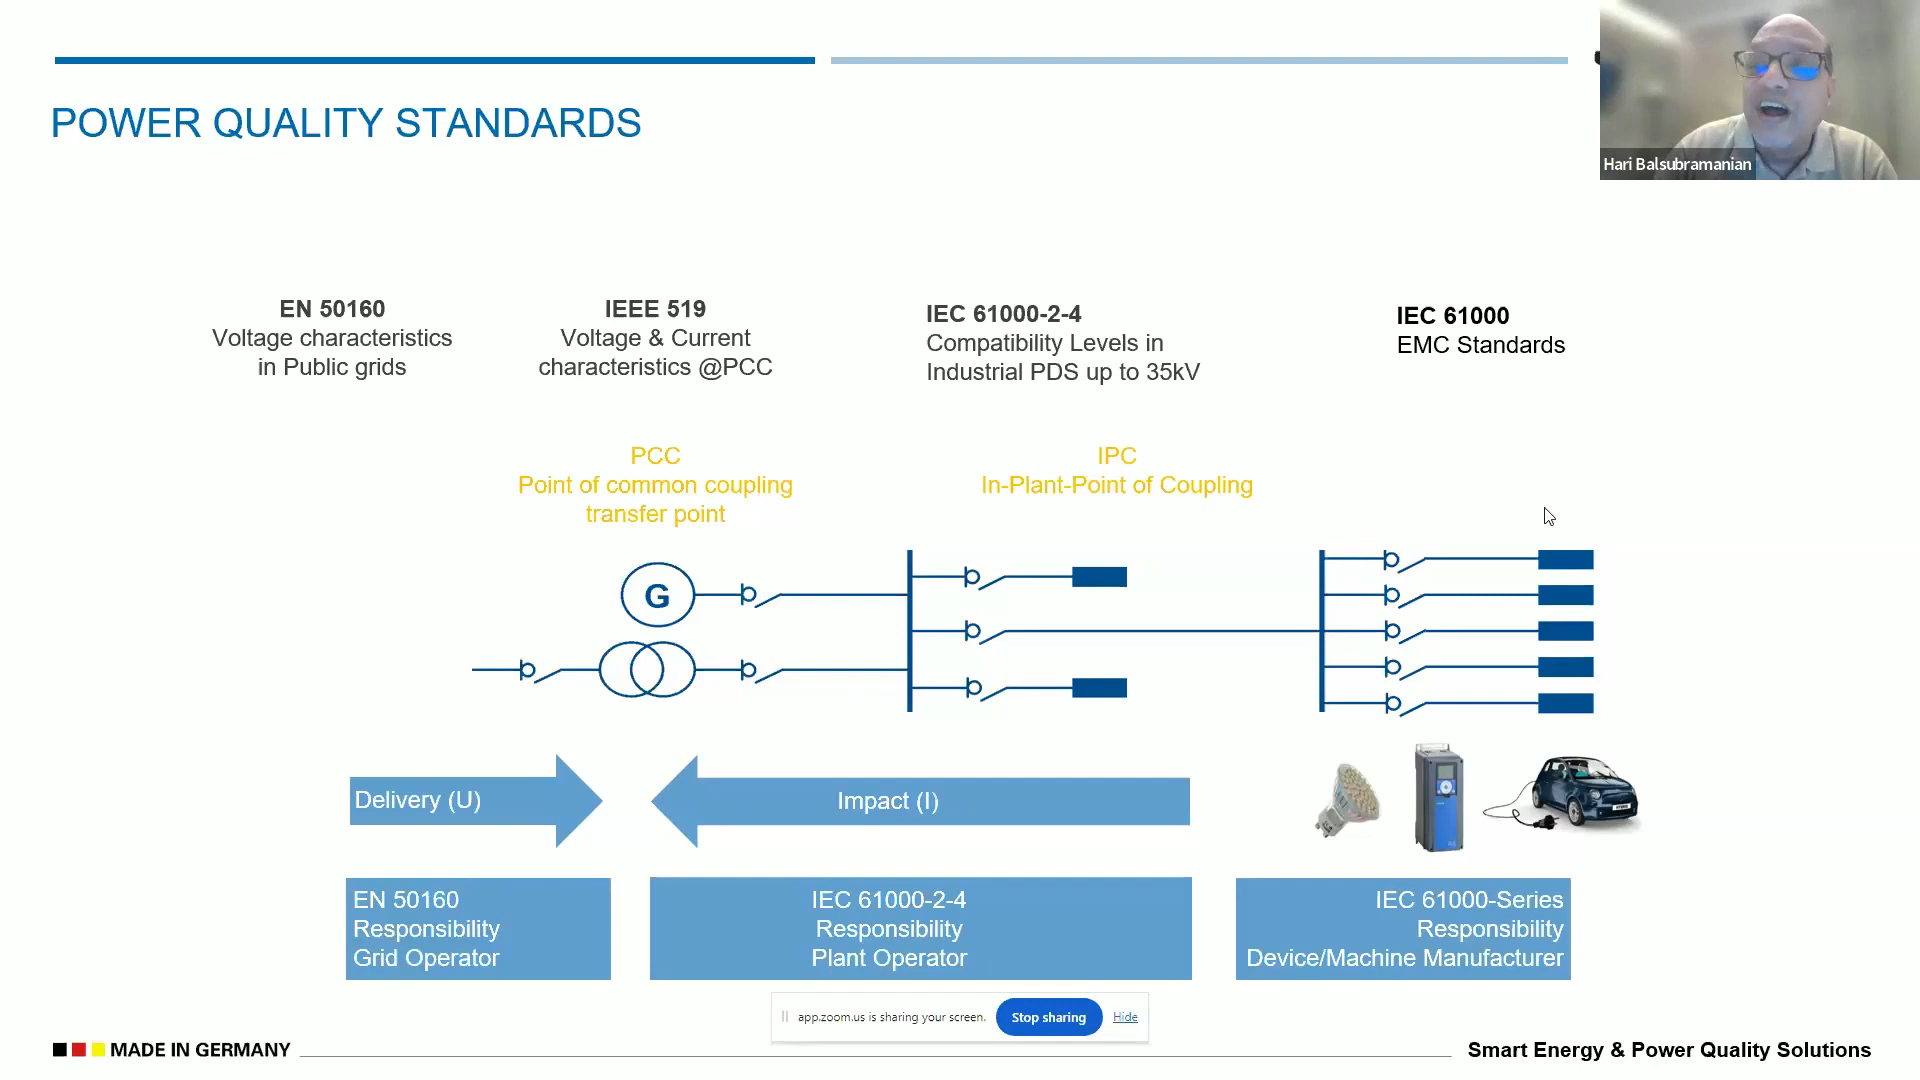 Hari Balsubramanian
POWER QUALITY STANDARDS
EN 50160
Voltage characteristics
in Public grids
IEEE 519
Voltage & Current
characteristics @PCC
IEC 61000-2-4
Compatibility Levels in
Industrial PDS up to 35kV
IEC 61000
EMC Standards
PCC
Point of common coupling
transfer point
IPC
In-Plant-Point of Coupling
G
Delivery (U)
Impact (I)
EN 50160
Responsibility
Grid Operator
IEC 61000-2-4
Responsibility
Plant Operator
IEC 61000-Series
Responsibility
Device/Machine Manufacturer
app.zoom.us is sharing your screen.
Stop sharing
Hide
MADE IN GERMANY
Smart Energy & Power Quality Solutions